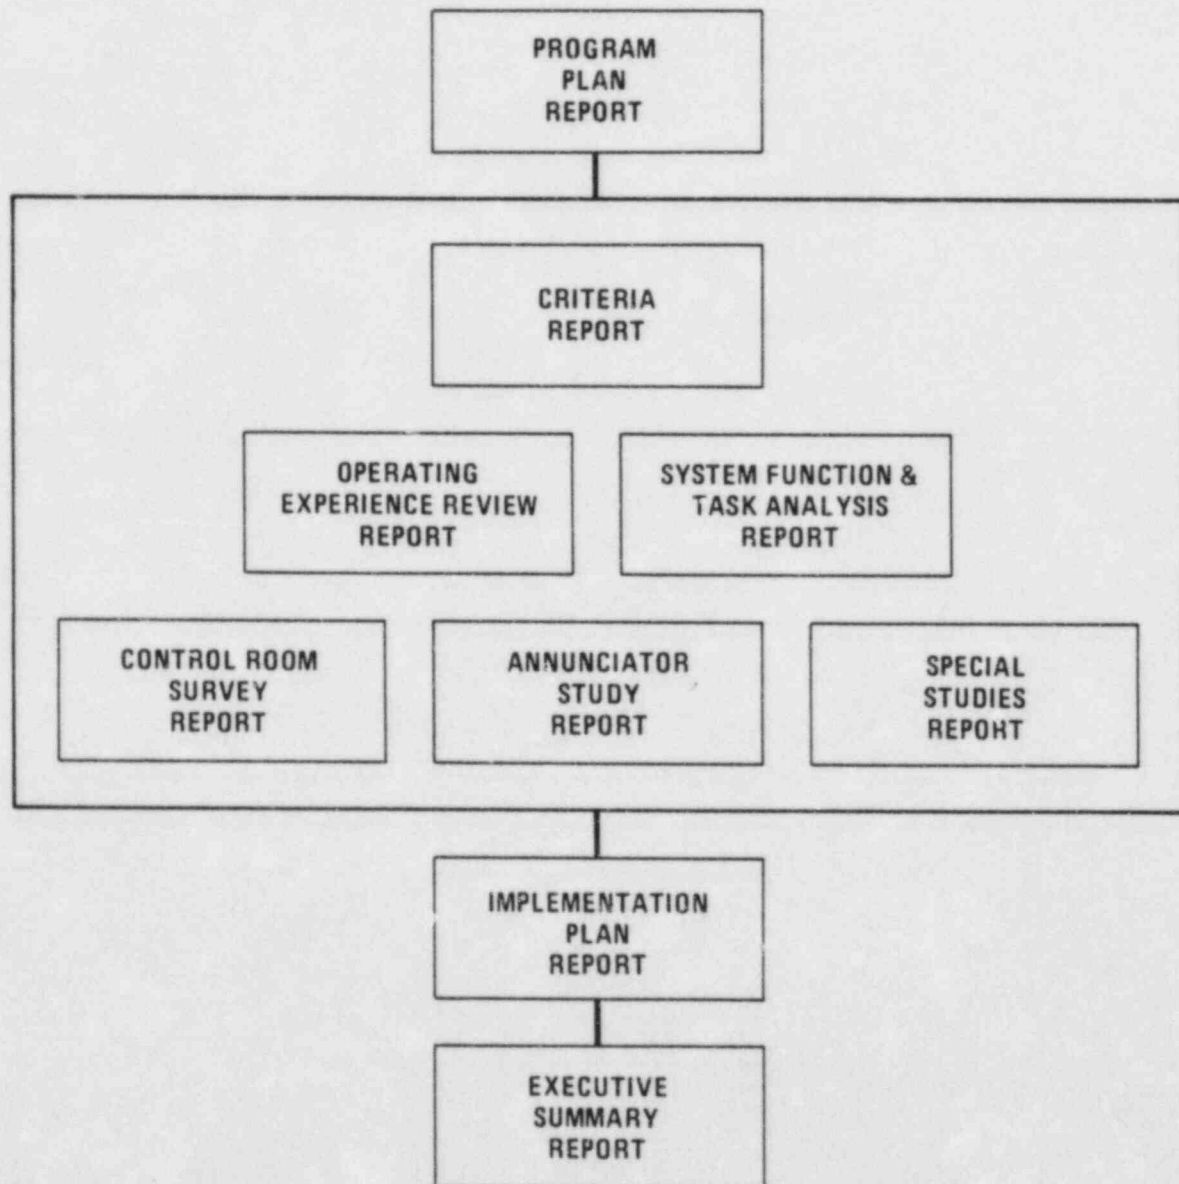 PROGRAM
PLAN
REPORT
CRITERIA
REPORT
OPERATING
EXPERIENCE REVIEW
REPORT
SYSTEM FUNCTION &
TASK ANALYSIS
REPORT
CONTROL ROOM
SURVEY
REPORT
ANNUNCIATOR
STUDY
REPORT
SPECIAL
STUDIES
REPORT
IMPLEMENTATION
PLAN
REPORT
EXECUTIVE
SUMMARY
REPORT